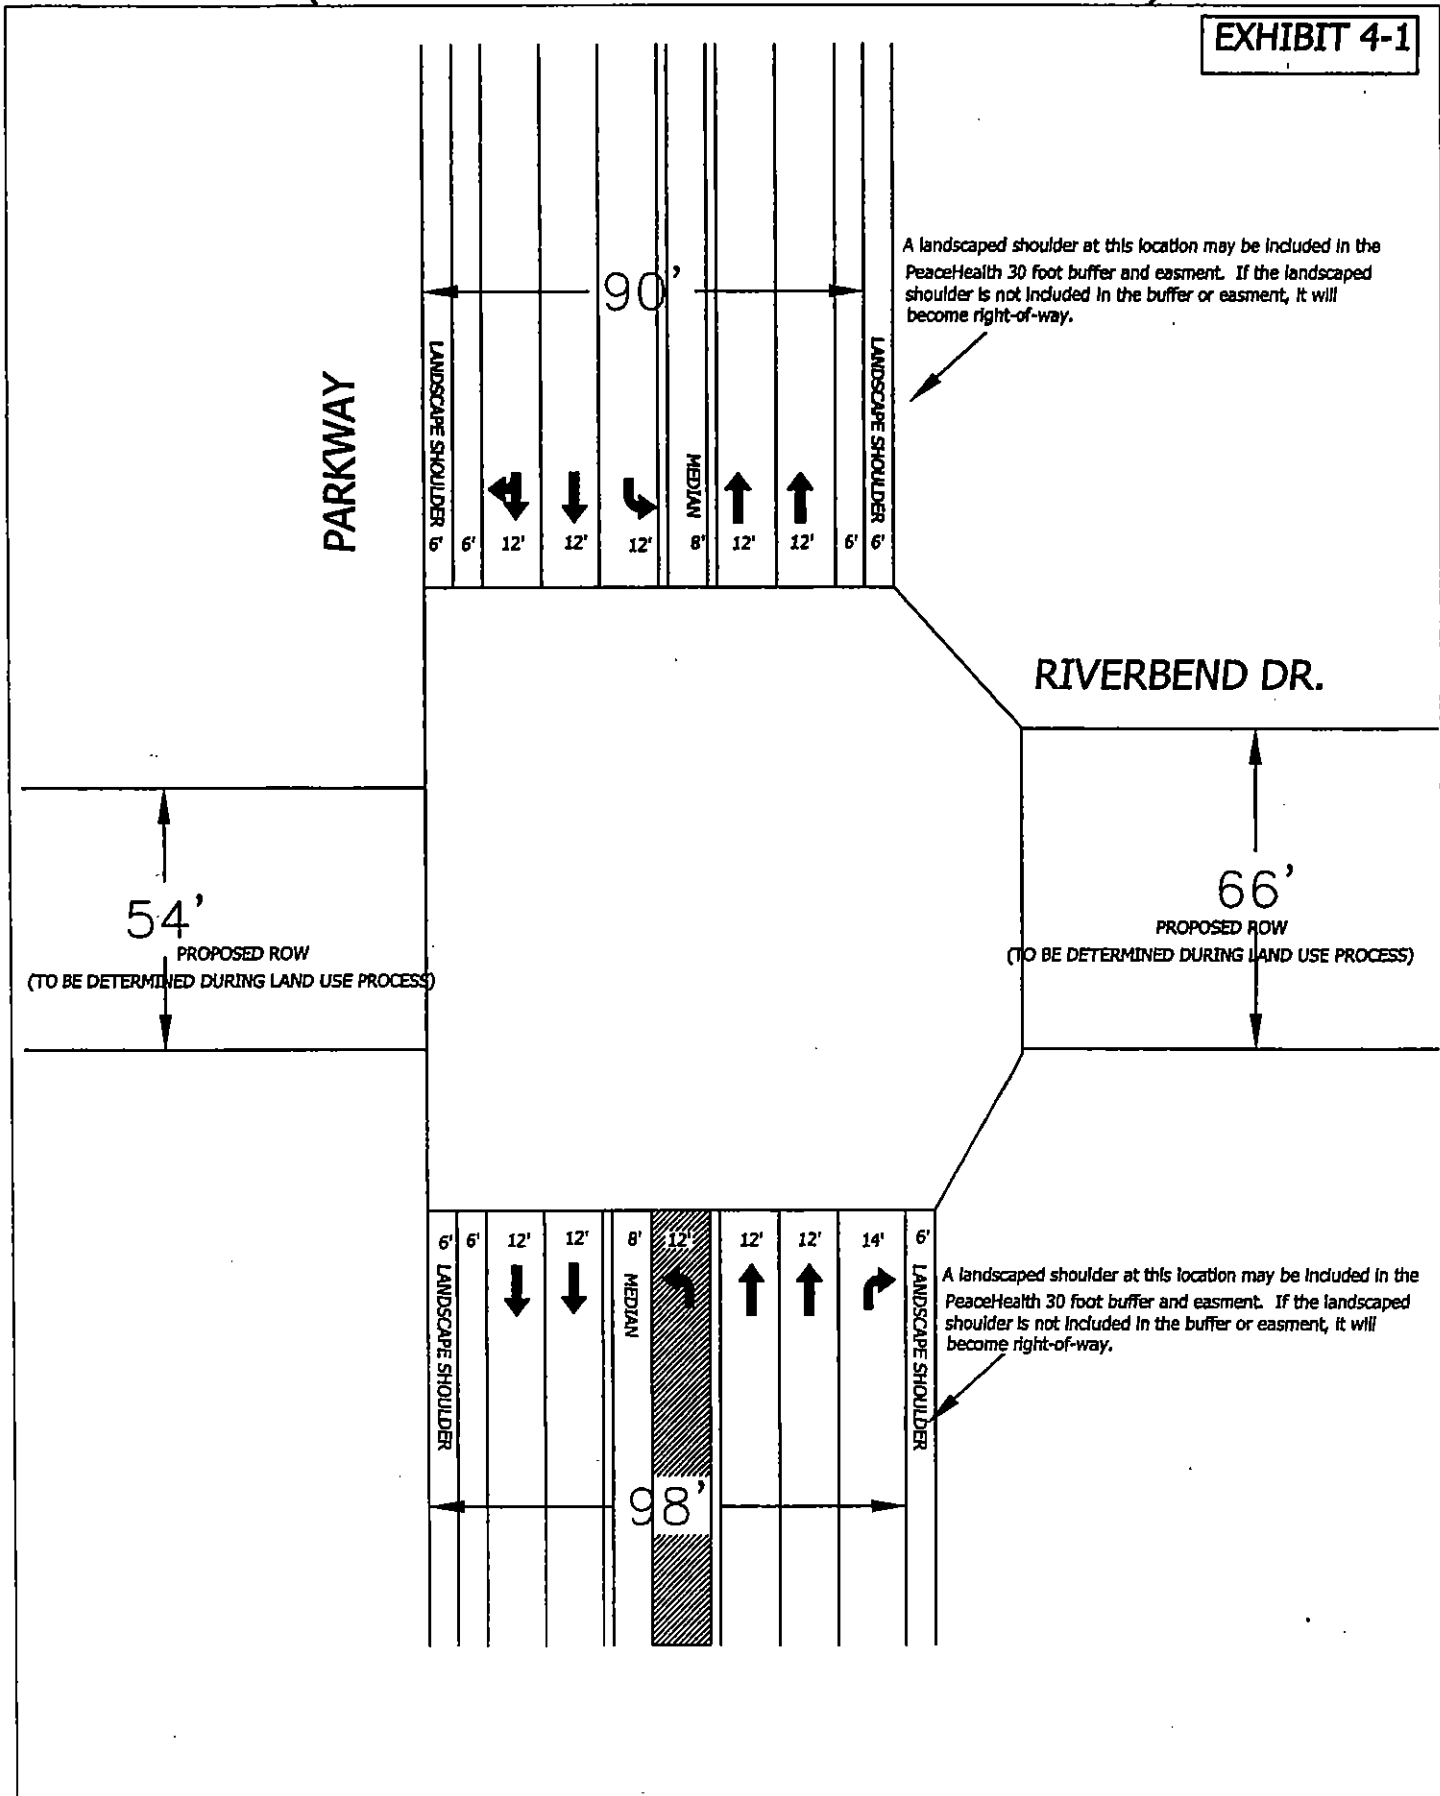 EXHIBIT 4-1
A landscaped shoulder at this location may be included in the
PeaceHealth 30 foot buffer and easment. If the landscaped
shoulder is not included in the buffer or easment, it will
become right-of-way.
90'
PARKWAY
LANDSCAPE SHOULDER
MEDIAN
LANDSCAPE SHOULDER
6' 6' 12' 12' 12' 8' 12' 12' 6' 6'
RIVERBEND DR.
54'
PROPOSED ROW
(TO BE DETERMINED DURING LAND USE PROCESS)
66'
PROPOSED ROW
(TO BE DETERMINED DURING LAND USE PROCESS)
6' 6' 12' 12' 8' 12' 12' 12' 14' 6'
LANDSCAPE SHOULDER
MEDIAN
LANDSCAPE SHOULDER
A landscaped shoulder at this location may be included in the
PeaceHealth 30 foot buffer and easment. If the landscaped
shoulder is not included in the buffer or easment, it will
become right-of-way.
98'